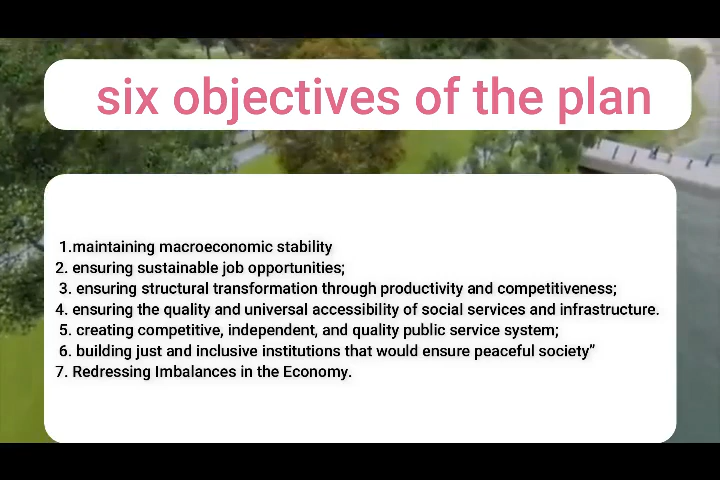 six objectives of the plan
1.maintaining macroeconomic stability
2. ensuring sustainable job opportunities;
3. ensuring structural transformation through productivity and competitiveness;
4. ensuring the quality and universal accessibility of social services and infrastructure.
5. creating competitive, independent, and quality public service system;
6. building just and inclusive institutions that would ensure peaceful society”
7. Redressing Imbalances in the Economy.